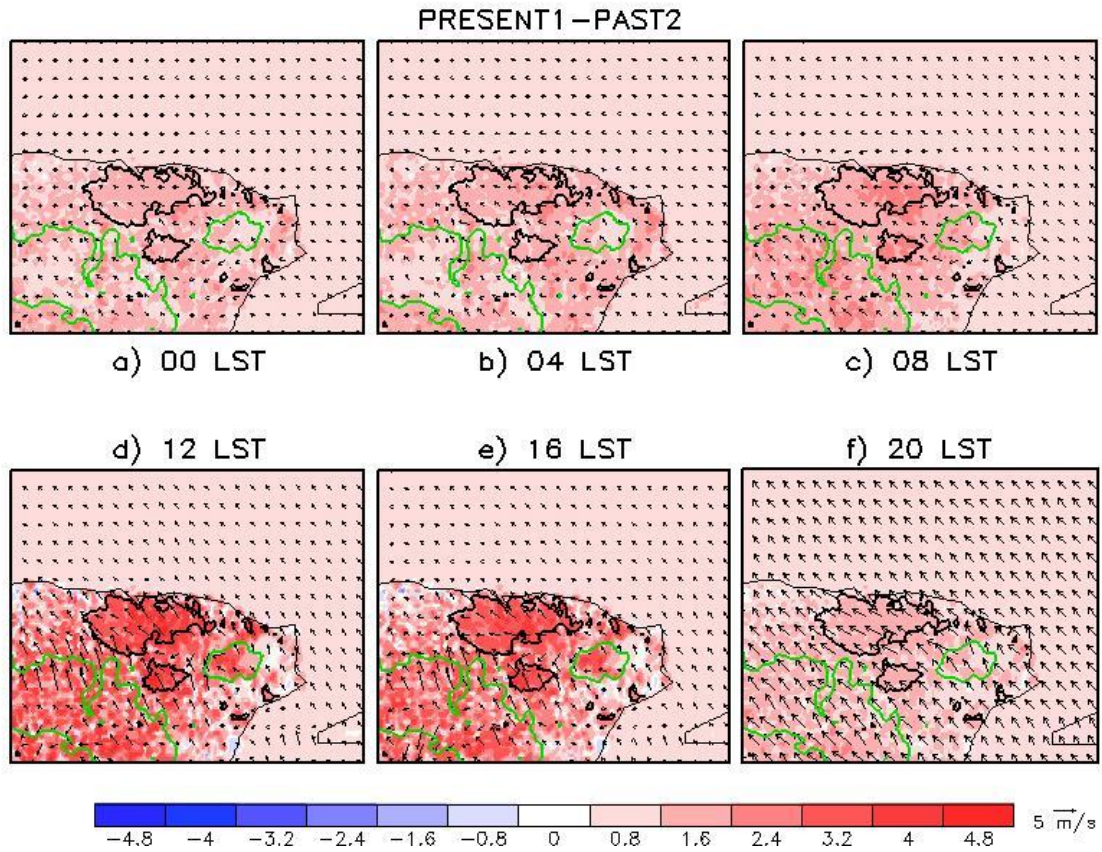 PRESENT1-PAST2
a) 00 LST
b) 04 LST
c) 08 LST
d) 12 LST
e) 16 LST
f) 20 LST
-4.8 -4 -3.2 -2.4 -1.6 -0.8 0 0.8 1.6 2.4 3.2 4 4.8
5 m/s